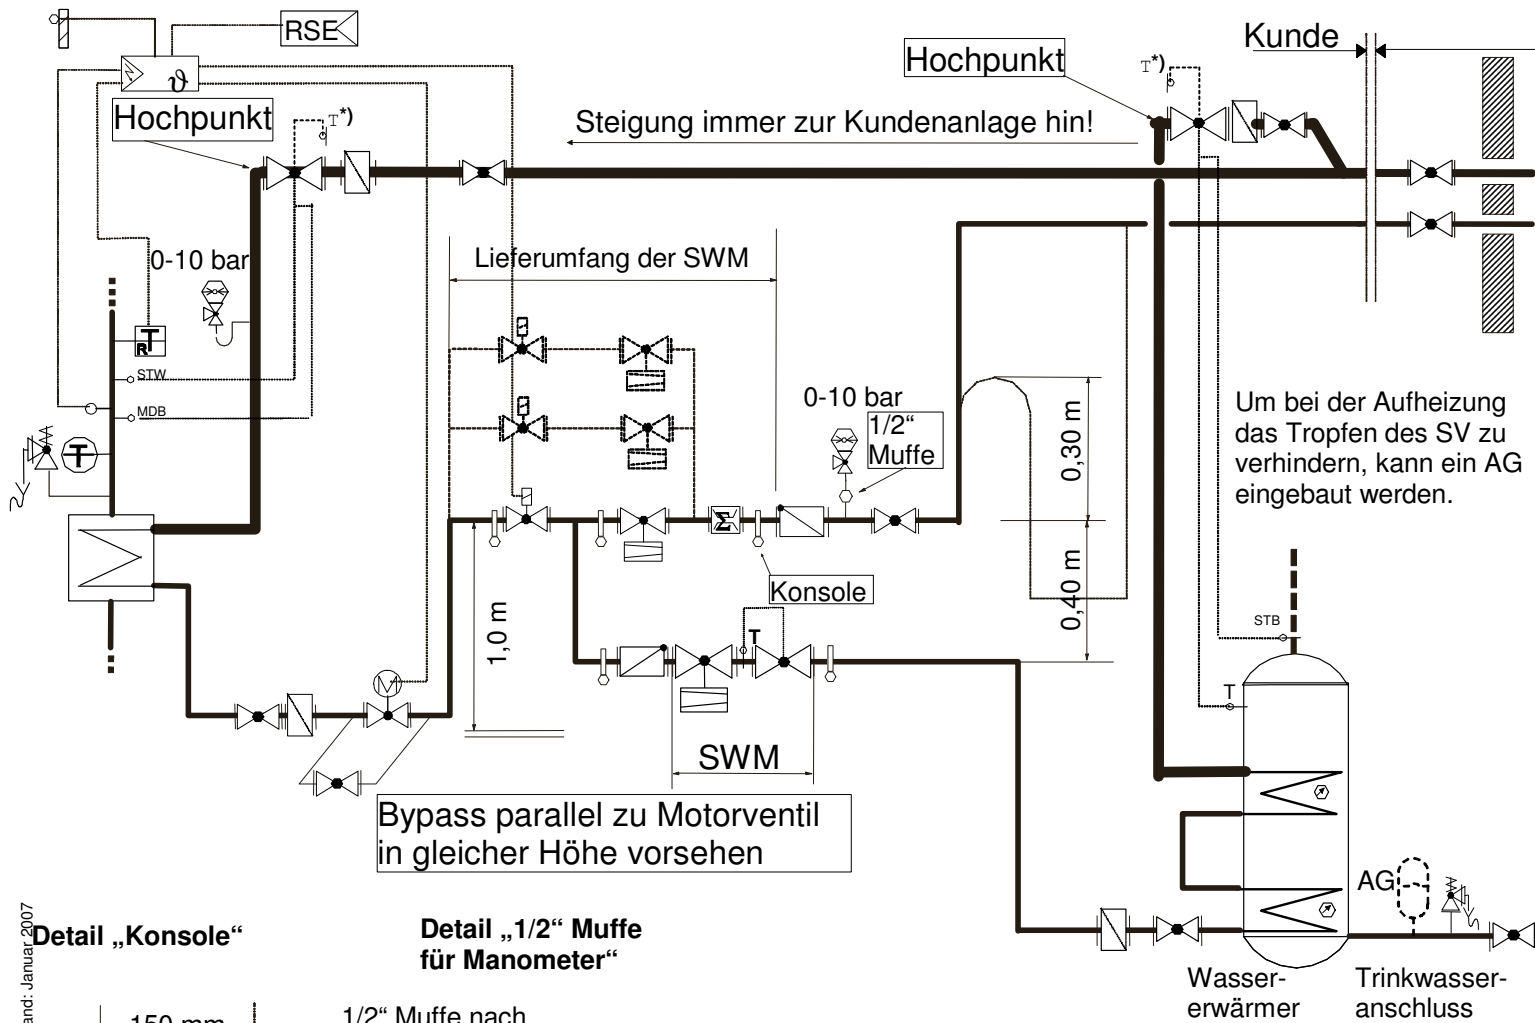 RSE
ϑ
Hochpunkt
T*)
Hochpunkt
T*)
Kunde
Steigung immer zur Kundenanlage hin!
0-10 bar
Lieferumfang der SWM
T
R
STW
MDB
T
0-10 bar
1/2“
Muffe
0,30 m
0,40 m
Um bei der Aufheizung
das Tropfen des SV zu
verhindern, kann ein AG
eingebaut werden.
Σ
Konsole
1,0 m
T
M
SWM
STB
T
Bypass parallel zu Motorventil
in gleicher Höhe vorsehen
AG
Wasser-
erwärmer
Trinkwasser-
anschluss
Detail „Konsole“
Detail „1/2“ Muffe
für Manometer“
and: Januar 2007
150 mm
1/2“ Muffe nach